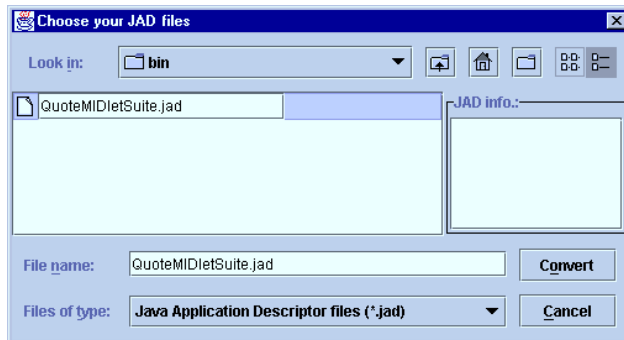 Choose your JAD files
Look in: bin
QuoteMIDletSuite.jad
JAD info.:
File name: QuoteMIDletSuite.jad Convert
Files of type: Java Application Descriptor files (*.jad) Cancel